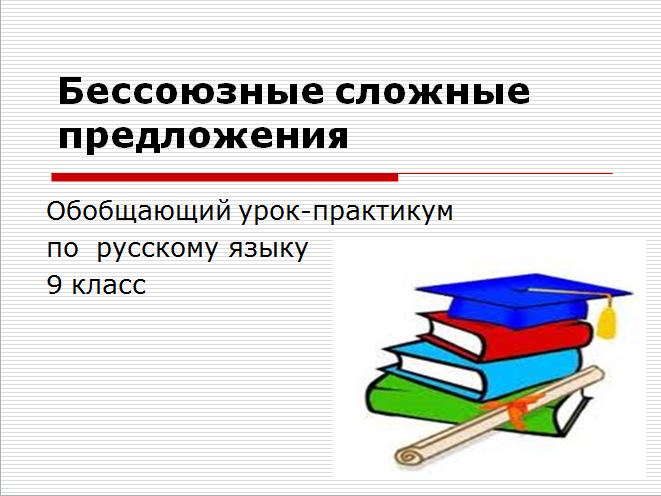 Бессоюзные сложные
предложения
Обобщающий урок-практикум
по русскому языку
9 класс